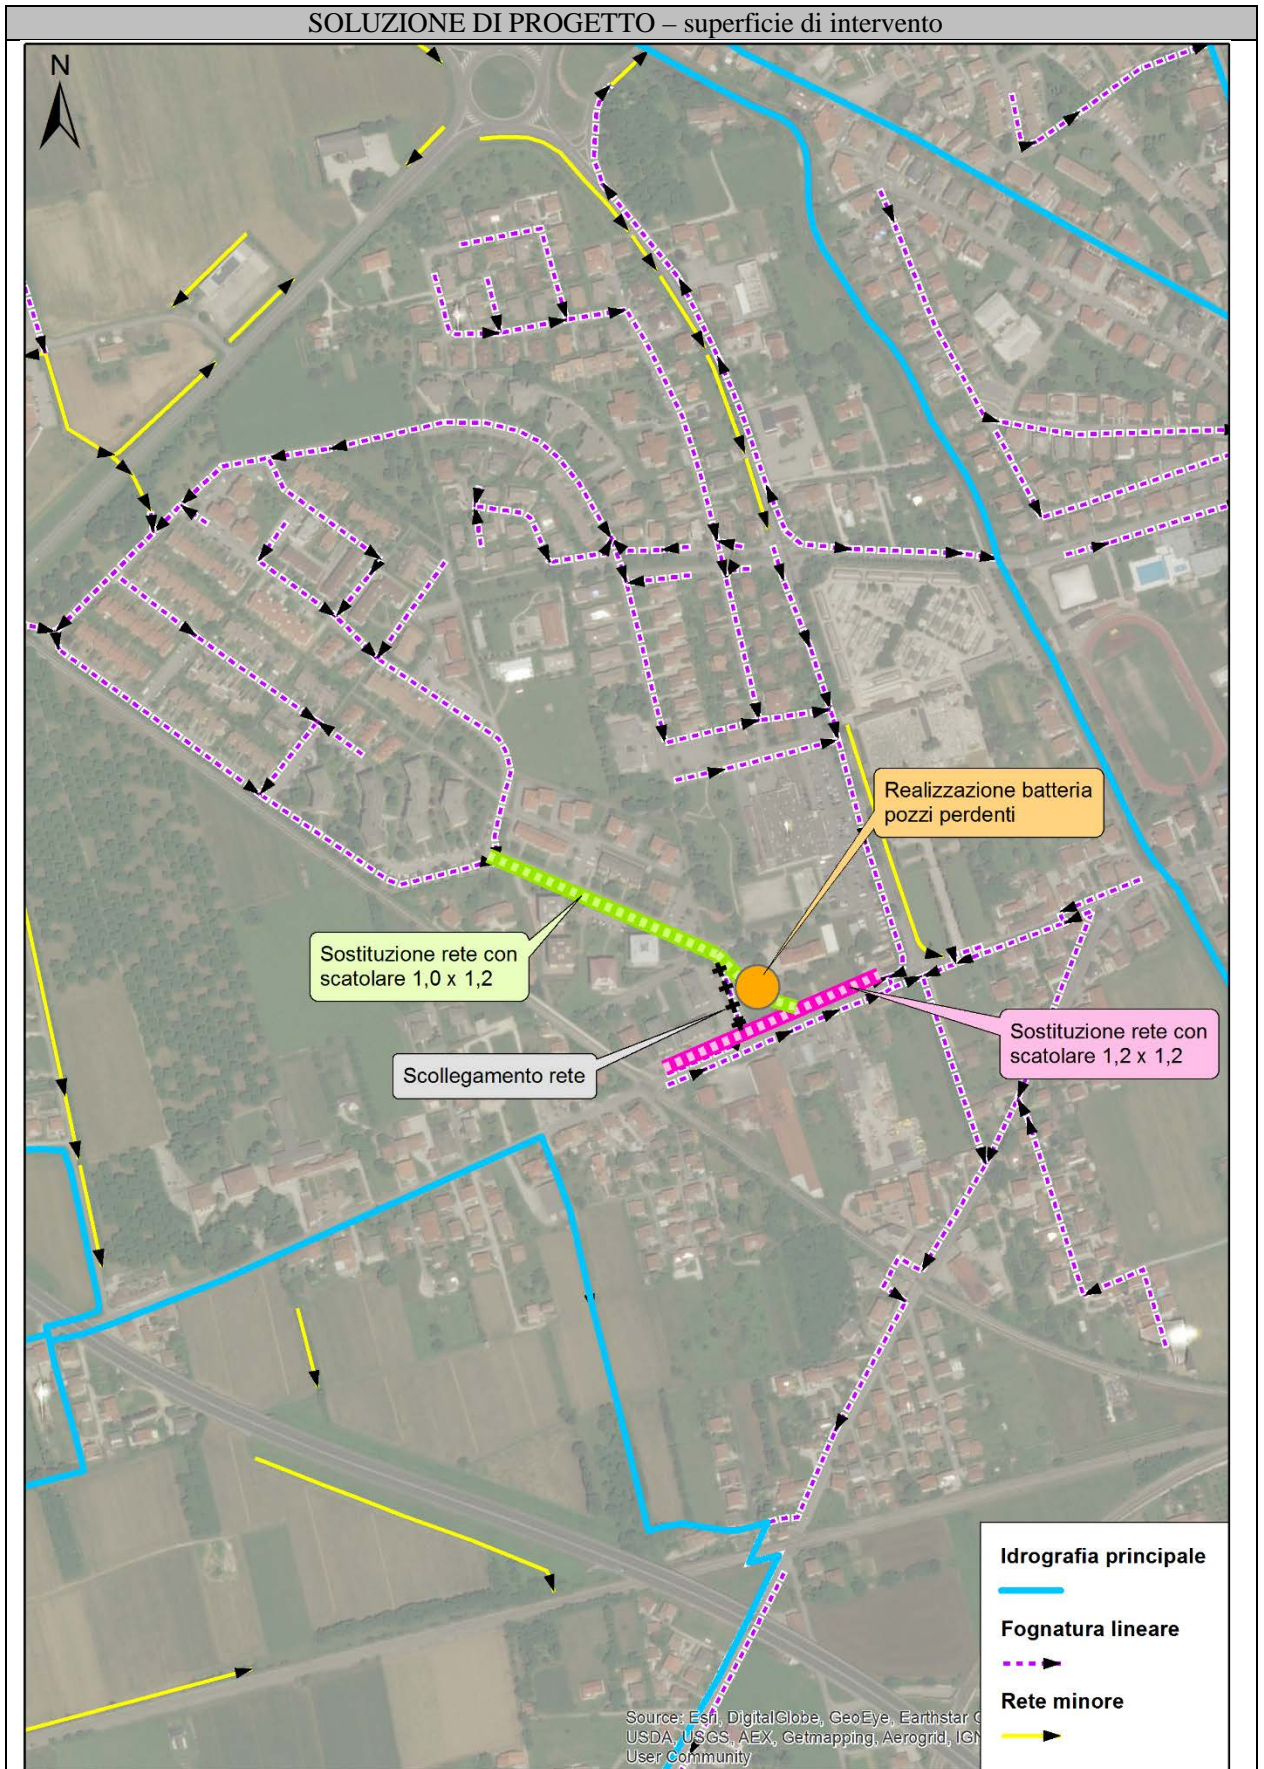 SOLUZIONE DI PROGETTO – superficie di intervento
N
Realizzazione batteria
pozzi perdenti
Sostituzione rete con
scatolare 1,0 x 1,2
Sostituzione rete con
scatolare 1,2 x 1,2
Scollegamento rete
Idrografia principale
Fognatura lineare
Rete minore
Source: Esri, DigitalGlobe, GeoEye, Earthstar
USDA, USGS, AEX, Getmapping, Aerogrid, IGN
User Community